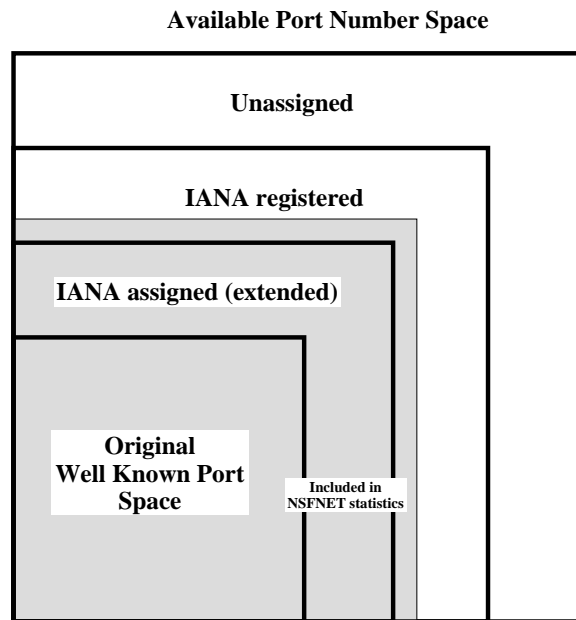 Available Port Number Space
Unassigned
IANA registered
IANA assigned (extended)
Original
Well Known Port
Space
Included in
NSFNET statistics